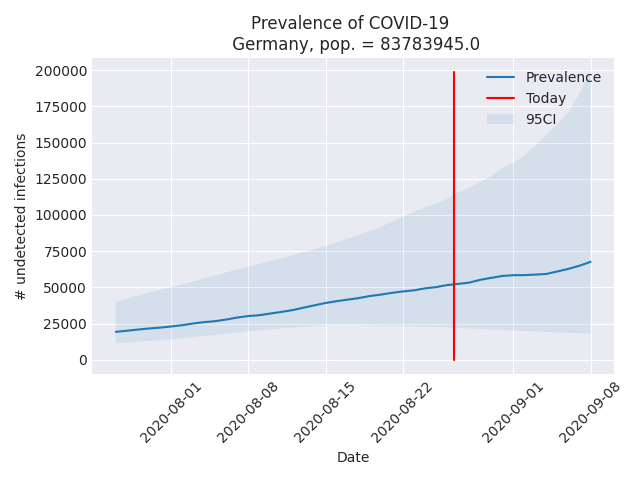 Prevalence of COVID-19
Germany, pop. = 83783945.0
# undetected infections
200000
175000
150000
125000
100000
75000
50000
25000
0
Prevalence
Today
95CI
2020-08-01
2020-08-08
2020-08-15
2020-08-22
2020-09-01
2020-09-08
Date